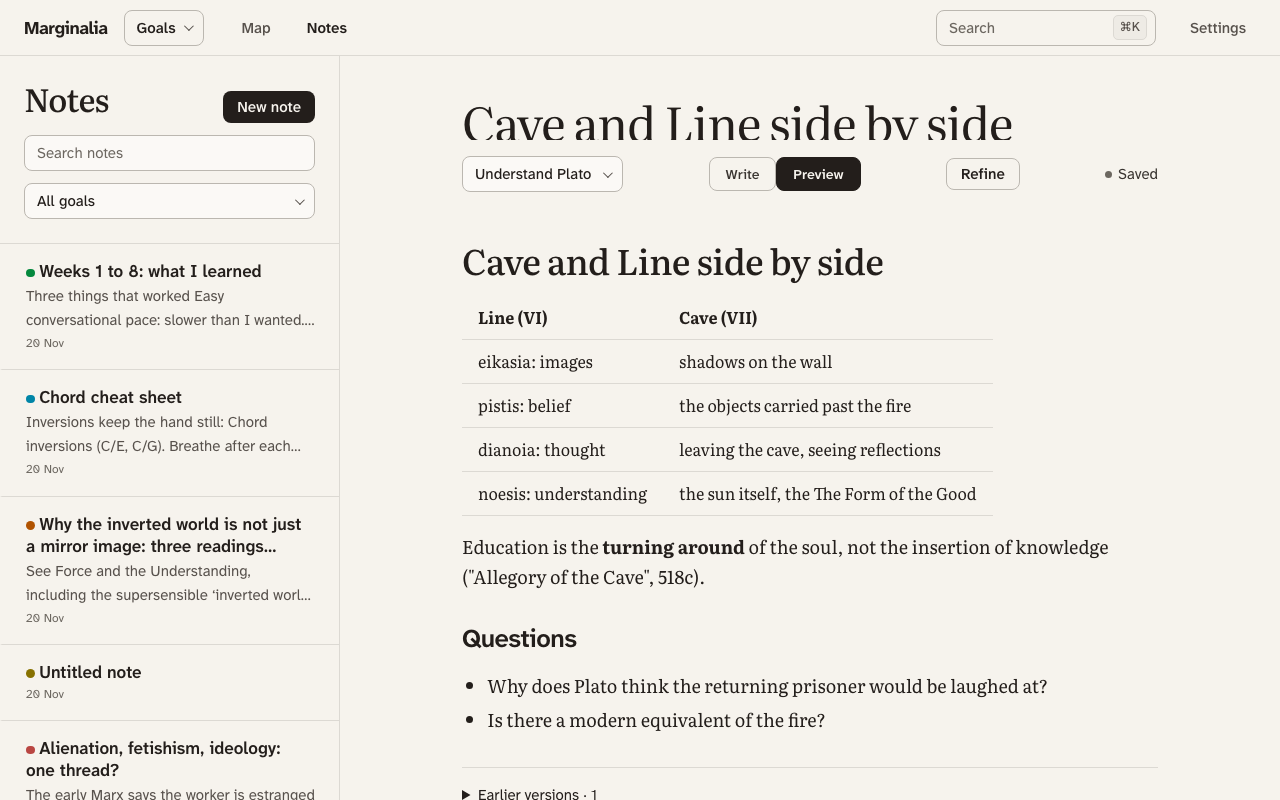 Marginalia
Goals
Map
Notes
Search
⌘K
Settings
Notes
New note
Search notes
All goals
Weeks 1 to 8: what I learned
Three things that worked Easy
conversational pace: slower than I wanted....
20 Nov
Chord cheat sheet
Inversions keep the hand still: Chord
inversions (C/E, C/G). Breathe after each...
20 Nov
Why the inverted world is not just
a mirror image: three readings...
See Force and the Understanding,
including the supersensible ‘inverted worl...
20 Nov
Untitled note
20 Nov
Alienation, fetishism, ideology:
one thread?
The early Marx says the worker is estranged
Cave and Line side by side
Understand Plato
Write
Preview
Refine
Saved
Cave and Line side by side
Line (VI) Cave (VII)
eikasia: images shadows on the wall
pistis: belief the objects carried past the fire
dianoia: thought leaving the cave, seeing reflections
noesis: understanding the sun itself, the The Form of the Good
Education is the turning around of the soul, not the insertion of knowledge
("Allegory of the Cave", 518c).
Questions
• Why does Plato think the returning prisoner would be laughed at?
• Is there a modern equivalent of the fire?
Earlier versions · 1